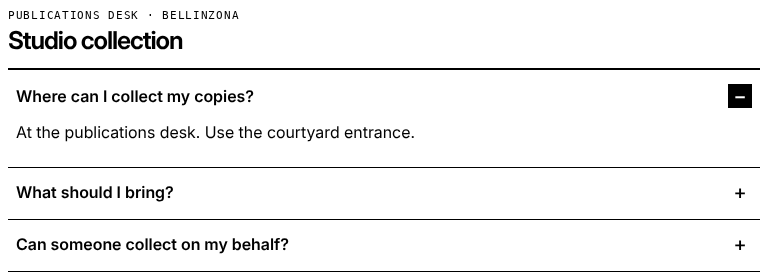 PUBLICATIONS DESK · BELLINZONA
Studio collection
Where can I collect my copies? −
At the publications desk. Use the courtyard entrance.
What should I bring? +
Can someone collect on my behalf? +